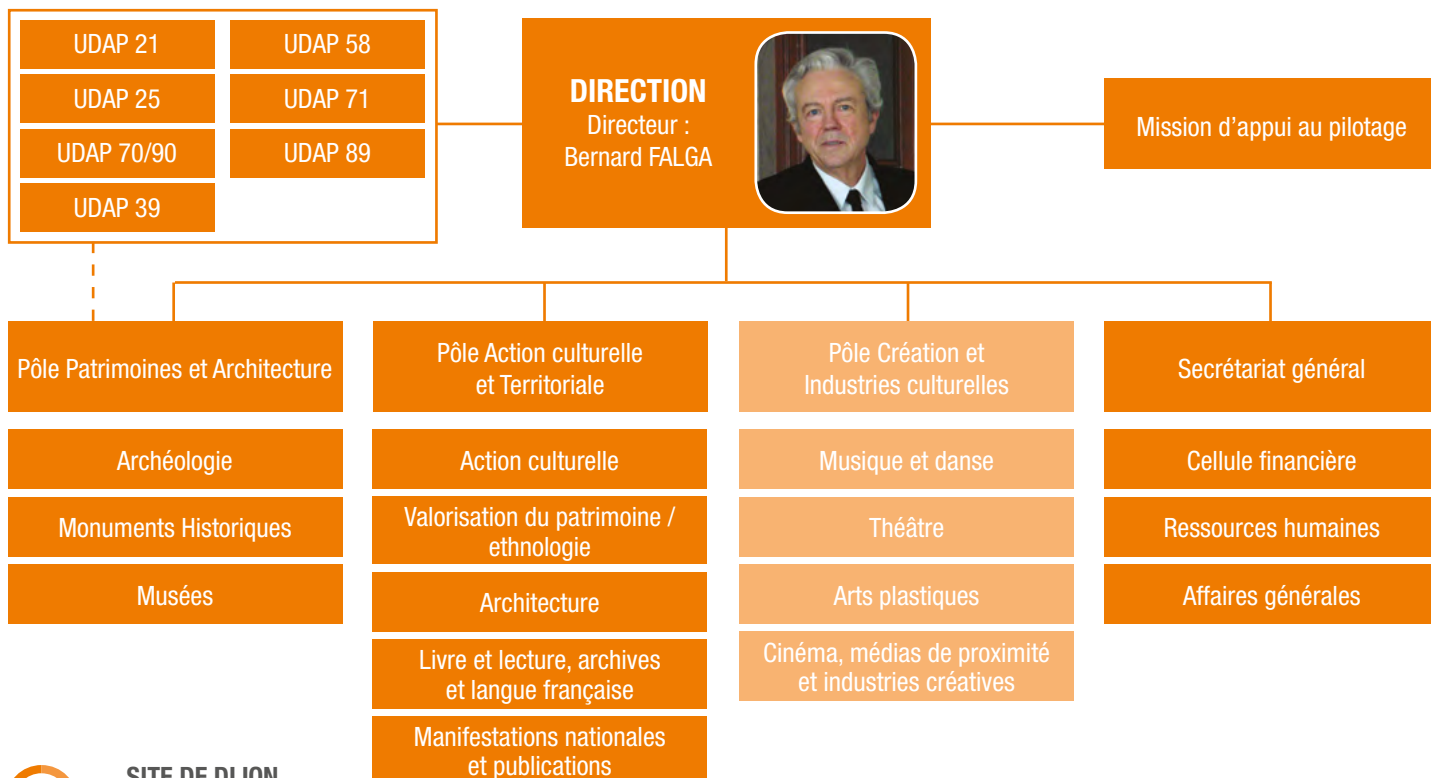 UDAP 21
UDAP 58
UDAP 25
UDAP 71
UDAP 70/90
UDAP 89
UDAP 39
DIRECTION
Directeur :
Bernard FALGA
Mission d’appui au pilotage
Pôle Patrimoines et Architecture
Archéologie
Monuments Historiques
Musées
Pôle Action culturelle
et Territoriale
Action culturelle
Valorisation du patrimoine /
ethnologie
Architecture
Livre et lecture, archives
et langue française
Manifestations nationales
et publications
Pôle Création et
Industries culturelles
Musique et danse
Théâtre
Arts plastiques
Cinéma, médias de proximité
et industries créatives
Secrétariat général
Cellule financière
Ressources humaines
Affaires générales
SITE DE DIJON